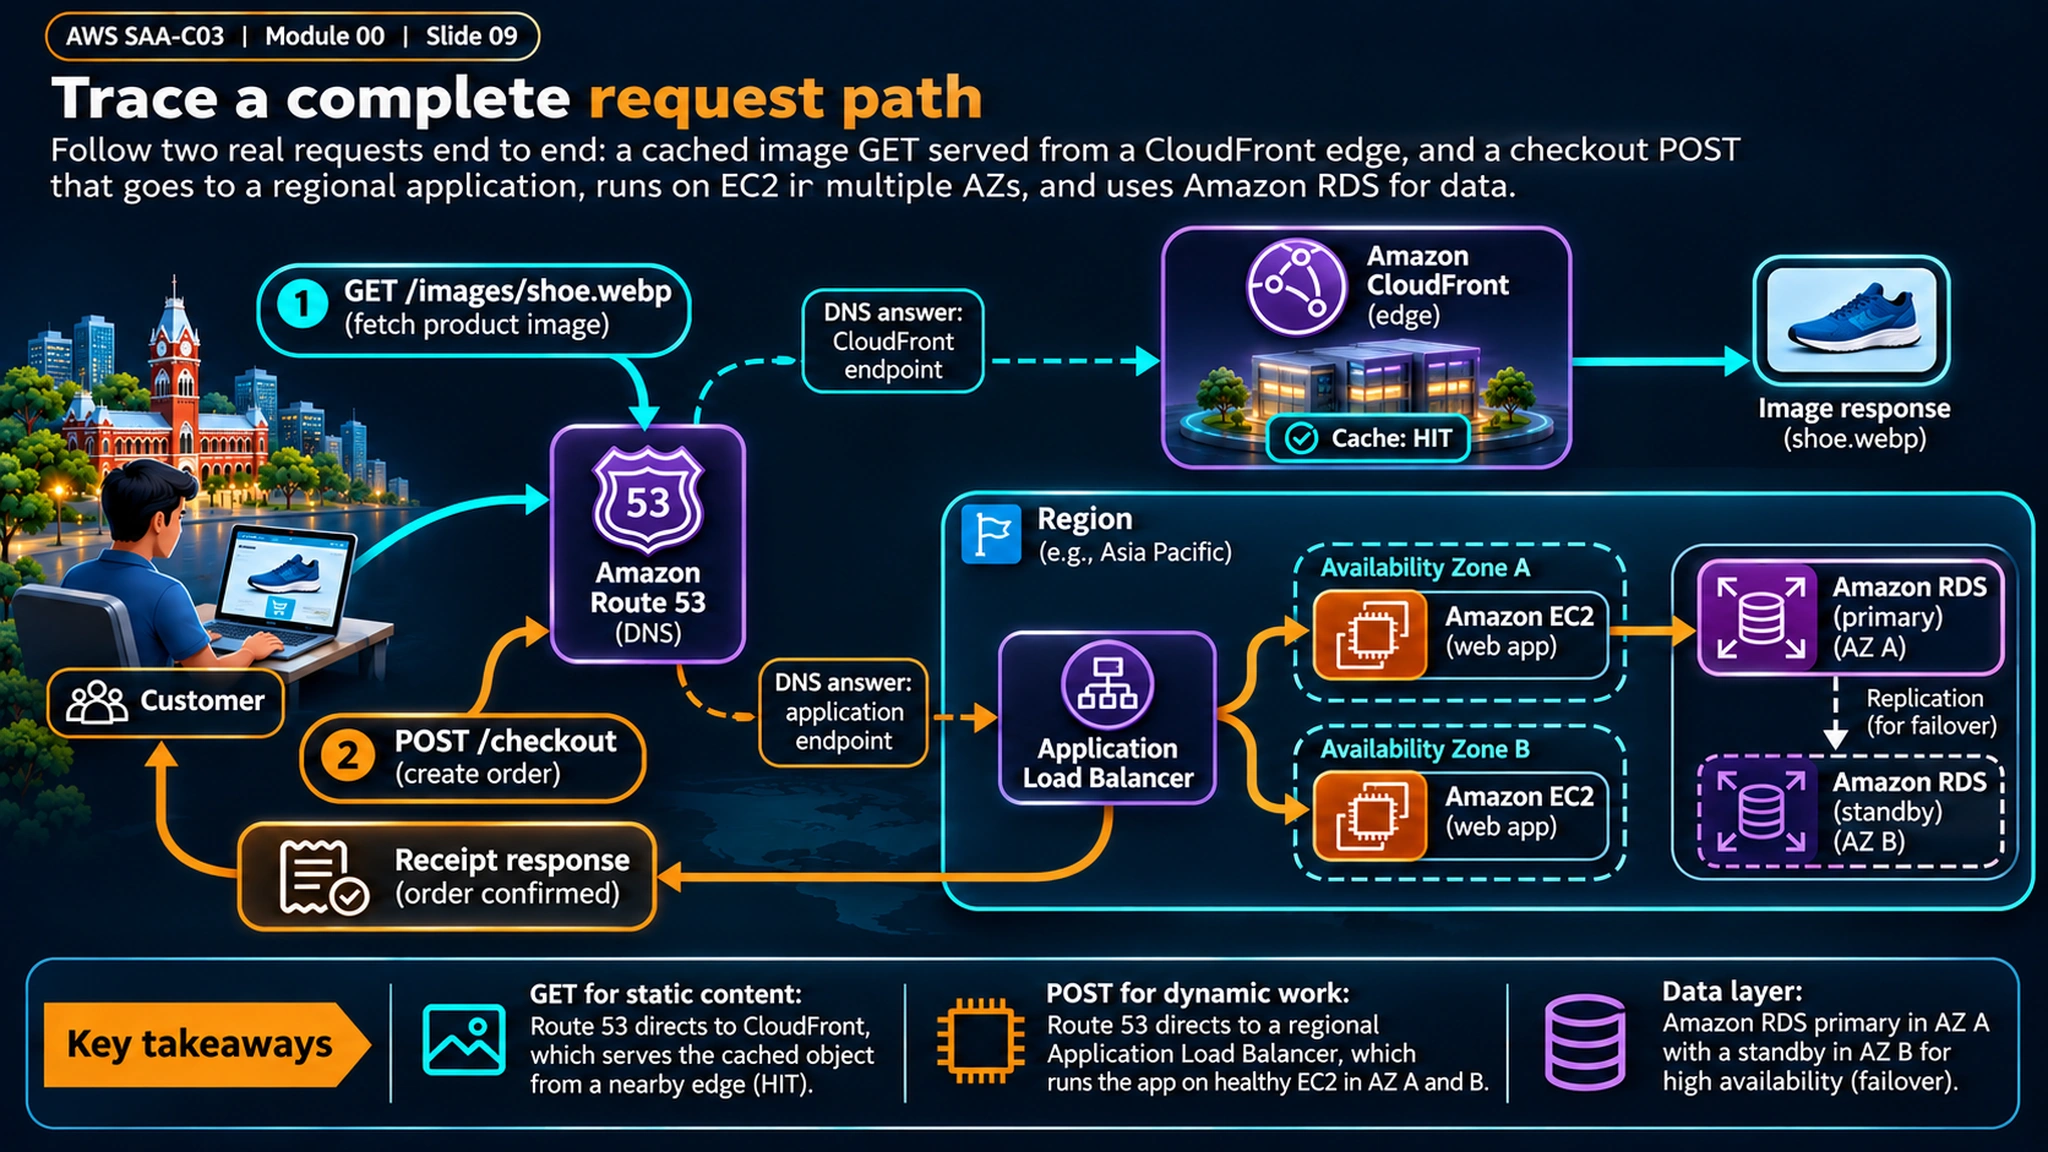 AWS SAA-C03 | Module 00 | Slide 09
Trace a complete request path
Follow two real requests end to end: a cached image GET served from a CloudFront edge, and a checkout POST
that goes to a regional application, runs on EC2 in multiple AZs, and uses Amazon RDS for data.
1
GET /images/shoe.webp
(fetch product image)
DNS answer:
CloudFront
endpoint
Amazon
CloudFront
(edge)
Cache: HIT
Image response
(shoe.webp)
53
Amazon
Route 53
(DNS)
Customer
2
POST /checkout
(create order)
DNS answer:
application
endpoint
Receipt response
(order confirmed)
Region
(e.g., Asia Pacific)
Application
Load Balancer
Availability Zone A
Amazon EC2
(web app)
Availability Zone B
Amazon EC2
(web app)
Amazon RDS
(primary)
(AZ A)
Replication
(for failover)
Amazon RDS
(standby)
(AZ B)
Key takeaways
GET for static content:
Route 53 directs to CloudFront,
which serves the cached object
from a nearby edge (HIT).
POST for dynamic work:
Route 53 directs to a regional
Application Load Balancer, which
runs the app on healthy EC2 in AZ A and B.
Data layer:
Amazon RDS primary in AZ A
with a standby in AZ B for
high availability (failover).